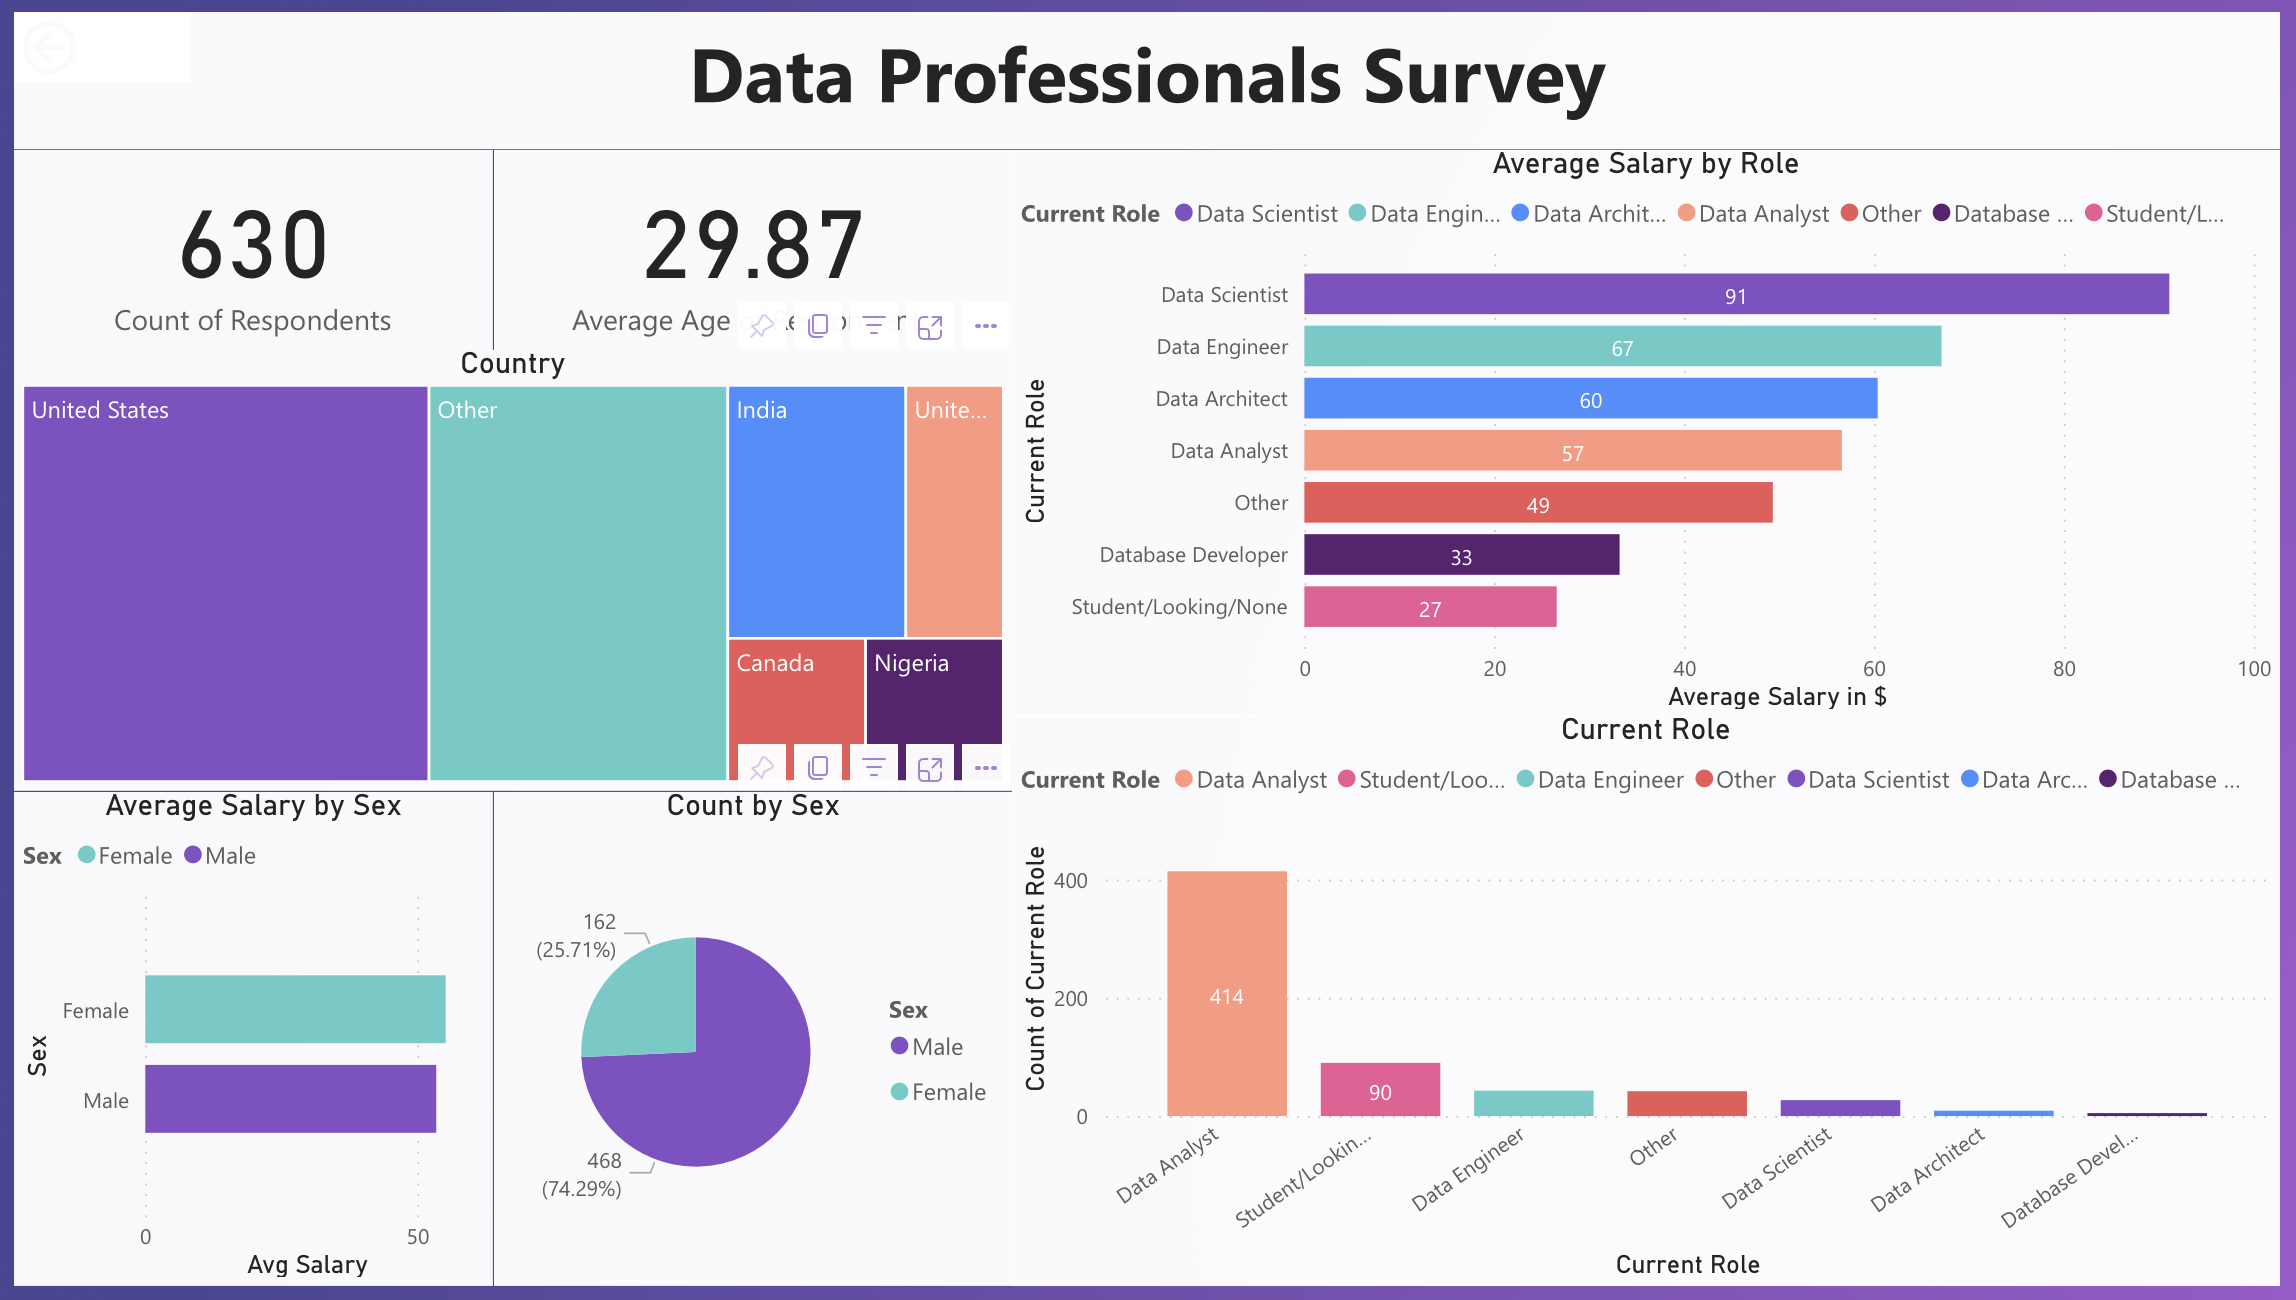 Data Professionals Survey
630
Count of Respondents
29.87
Average Age
Country
United States
Other
India
Unite...
Canada
Nigeria
Average Salary by Sex
Sex Female Male
Female
Male
Sex
0 50
Avg Salary
Count by Sex
162
(25.71%)
468
(74.29%)
Sex
Male
Female
Average Salary by Role
Current Role Data Scientist Data Engin... Data Archit... Data Analyst Other Database ... Student/L...
Current Role
Data Scientist 91
Data Engineer 67
Data Architect 60
Data Analyst 57
Other 49
Database Developer 33
Student/Looking/None 27
0 20 40 60 80 100
Average Salary in $
Current Role
Current Role Data Analyst Student/Loo... Data Engineer Other Data Scientist Data Arc... Database ...
Count of Current Role
400
200
0
414
90
Data Analyst
Student/Lookin...
Data Engineer
Other
Data Scientist
Data Architect
Database Devel...
Current Role